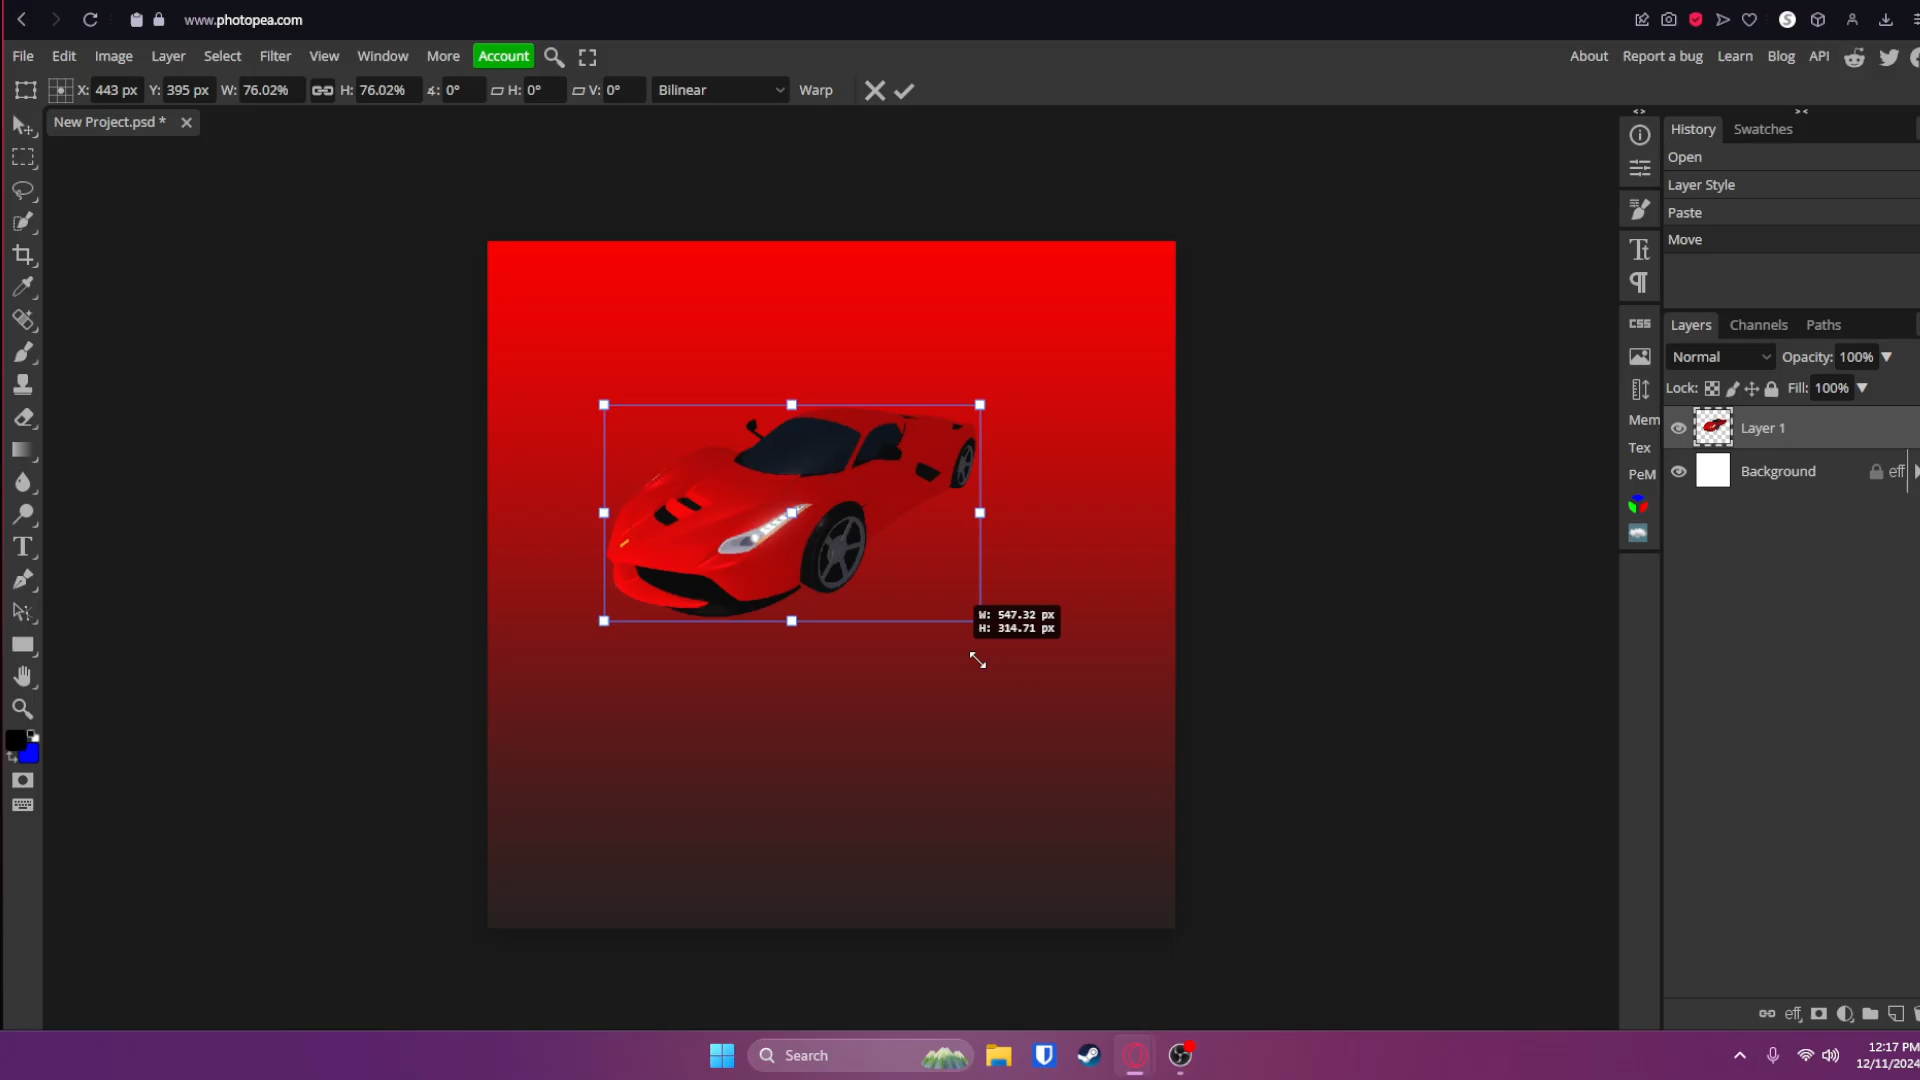 www.photopea.com
File Edit Image Layer Select Filter View Window More Account About Report a bug Learn Blog API
X: 443 px Y: 395 px W: 76.02% H: 76.02% ∡: 0° H: 0° V: 0° Bilinear Warp
New Project.psd *
History Swatches
Open
Layer Style
Paste
Move
CSS
Mem
Tex
PeM
Layers Channels Paths
Normal Opacity: 100%
Lock: Fill: 100%
Layer 1
Background eff
W: 547.32 px
H: 314.71 px
eff
Search
12:17 PM
12/11/2024